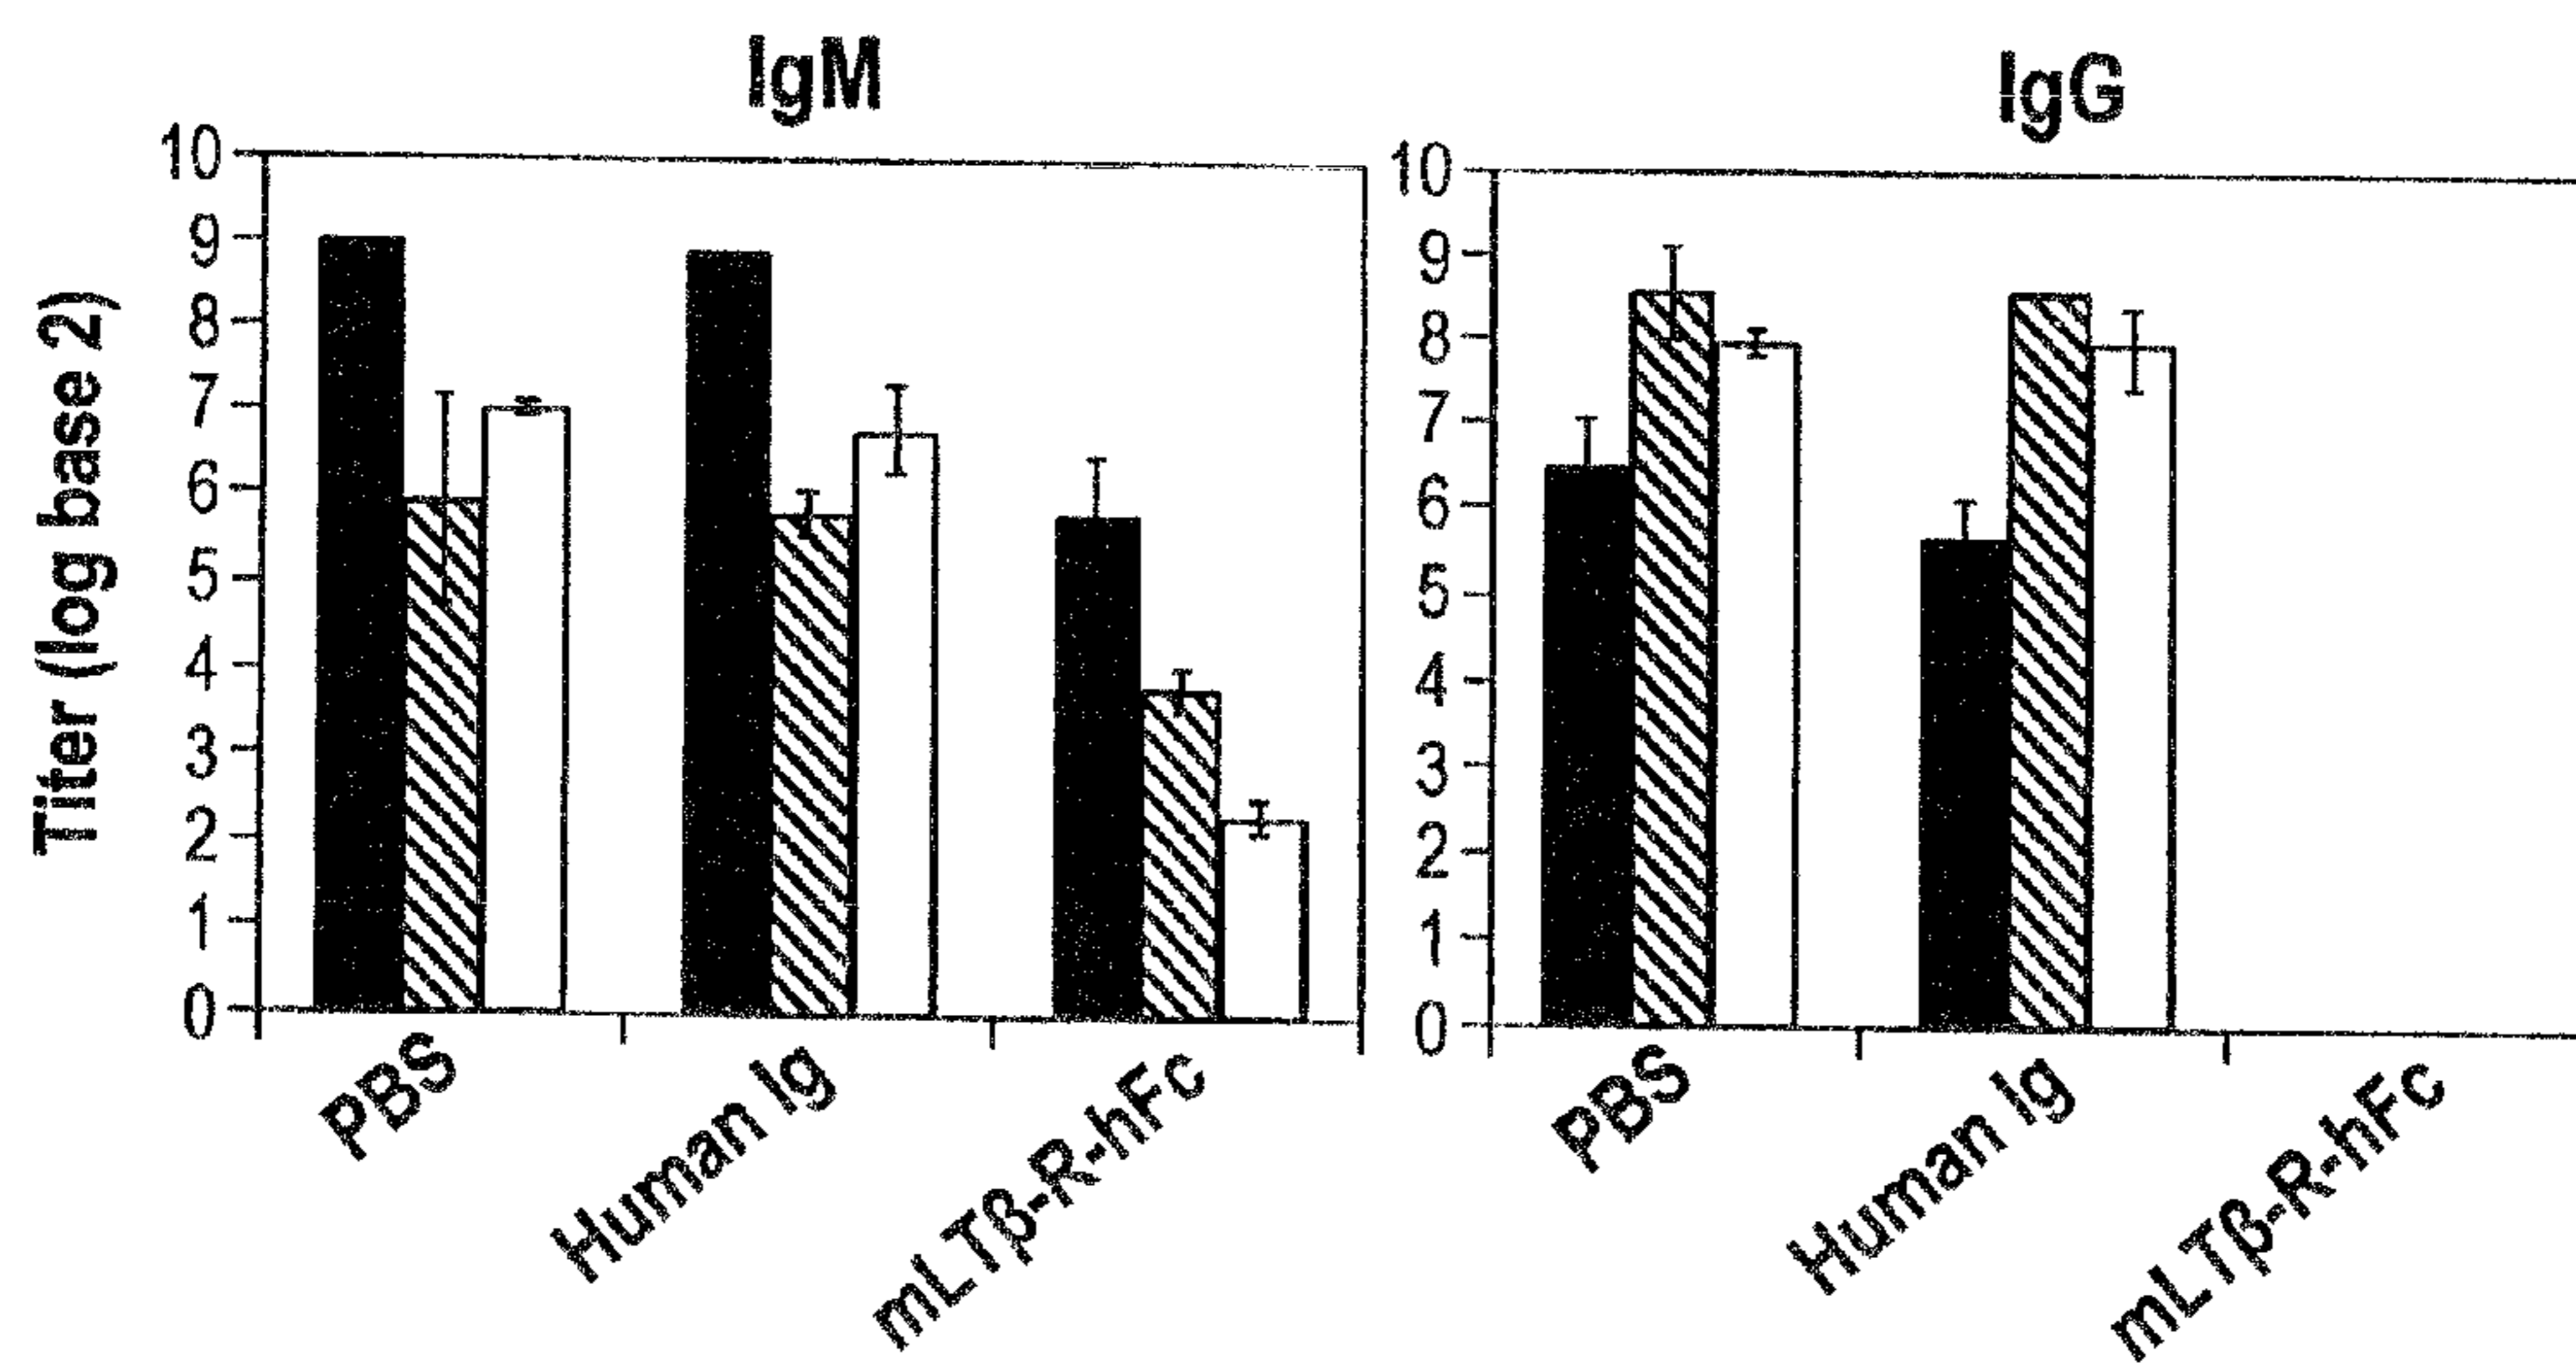 IgM
Titer (log base 2)
10
9
8
7
6
5
4
3
2
1
0
PBS
Human Ig
mLTβ-R-hFc
IgG
10
9
8
7
6
5
4
3
2
1
0
PBS
Human Ig
mLTβ-R-hFc